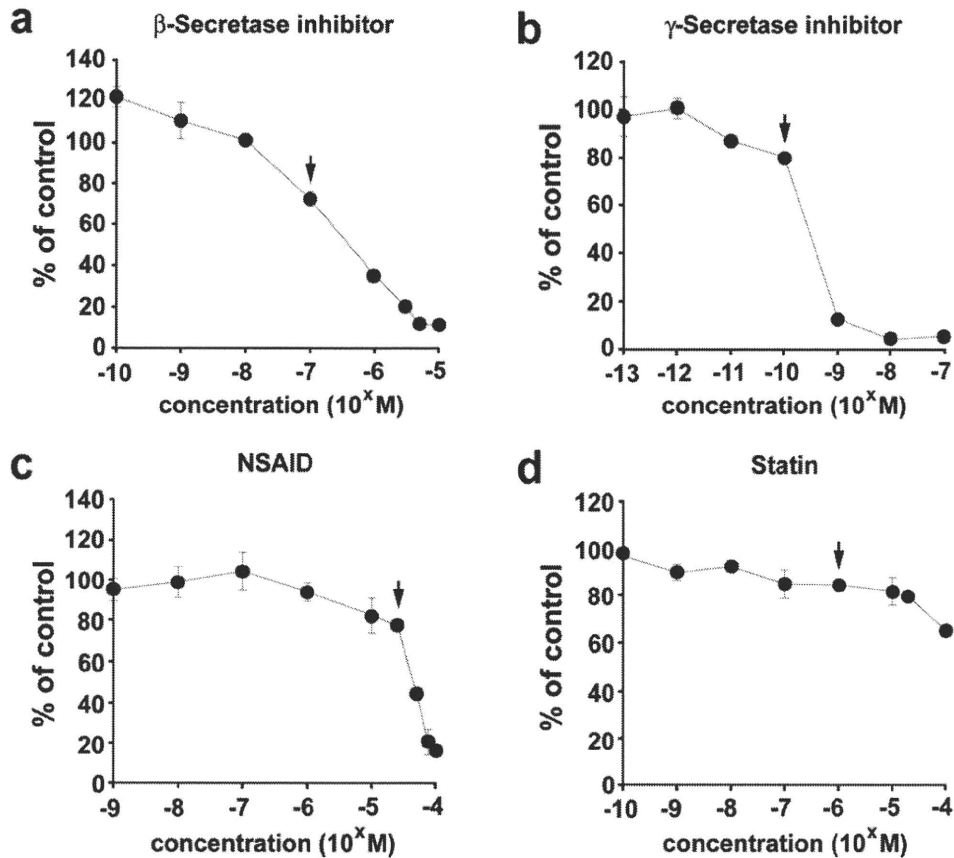 a
β-Secretase inhibitor
140
120
100
80
60
40
20
0
% of control
-10 -9 -8 -7 -6 -5
concentration (10^xM)
b
γ-Secretase inhibitor
120
100
80
60
40
20
0
% of control
-13 -12 -11 -10 -9 -8 -7
concentration (10^xM)
c
NSAID
140
120
100
80
60
40
20
0
% of control
-9 -8 -7 -6 -5 -4
concentration (10^xM)
d
Statin
120
100
80
60
40
20
0
% of control
-10 -9 -8 -7 -6 -5 -4
concentration (10^xM)